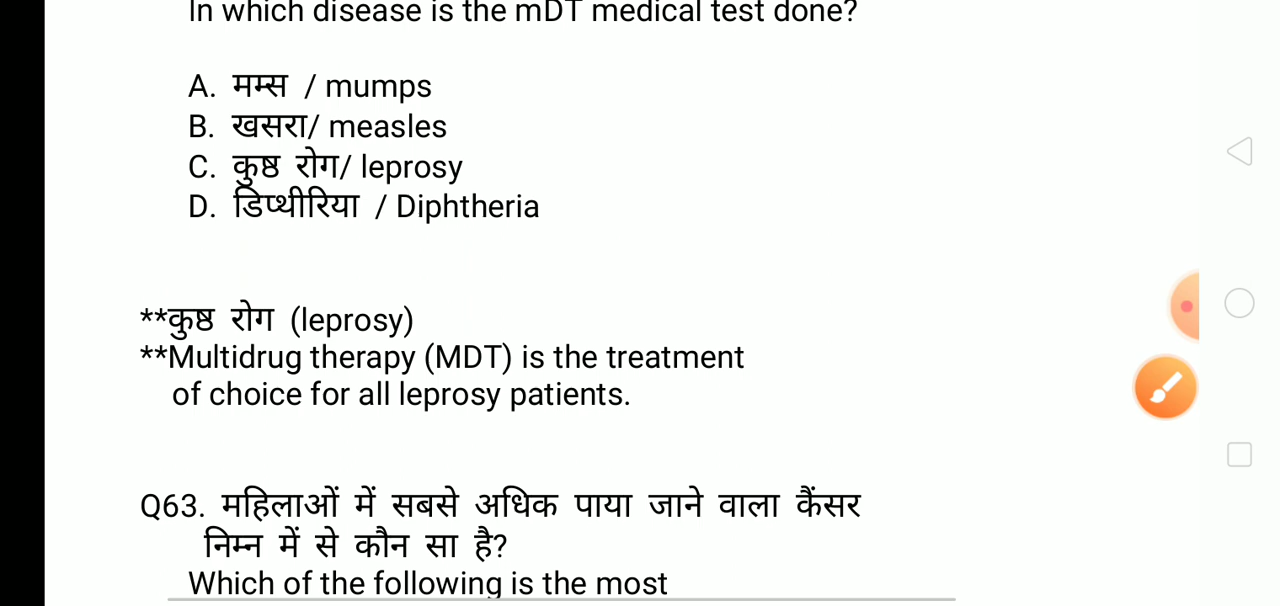 In which disease is the mDT medical test done?
A. मम्स / mumps
B. खसरा/ measles
C. कुष्ठ रोग/ leprosy
D. डिप्थीरिया / Diphtheria
**कुष्ठ रोग (leprosy)
**Multidrug therapy (MDT) is the treatment
of choice for all leprosy patients.
Q63. महिलाओं में सबसे अधिक पाया जाने वाला कैंसर
निम्न में से कौन सा है?
Which of the following is the most